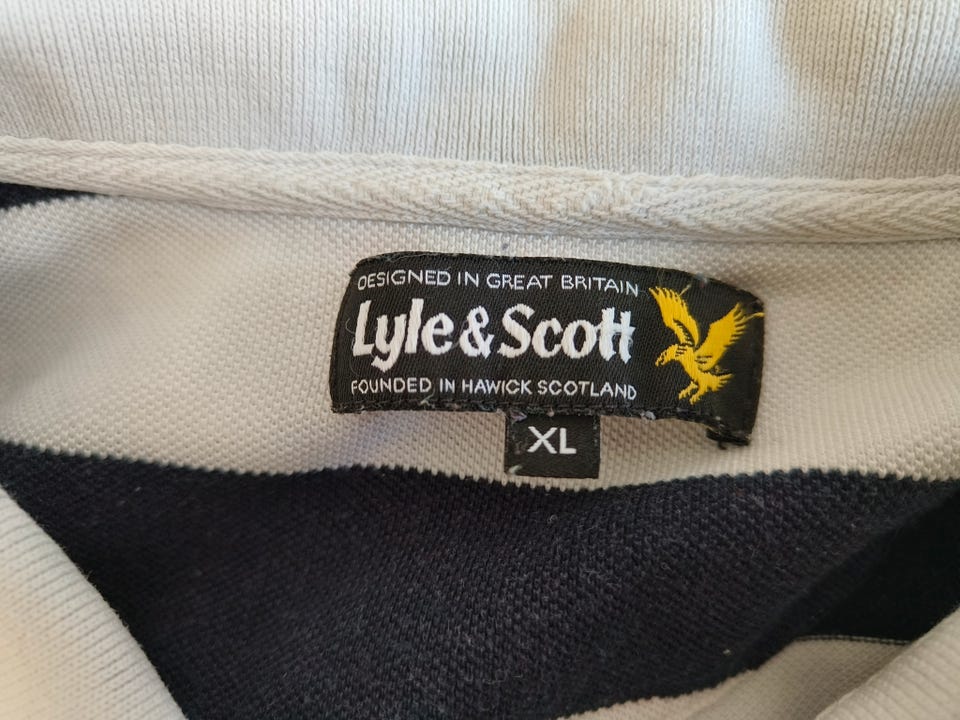 DESIGNED IN GREAT BRITAIN
Lyle & Scott
FOUNDED IN HAWICK SCOTLAND
XL